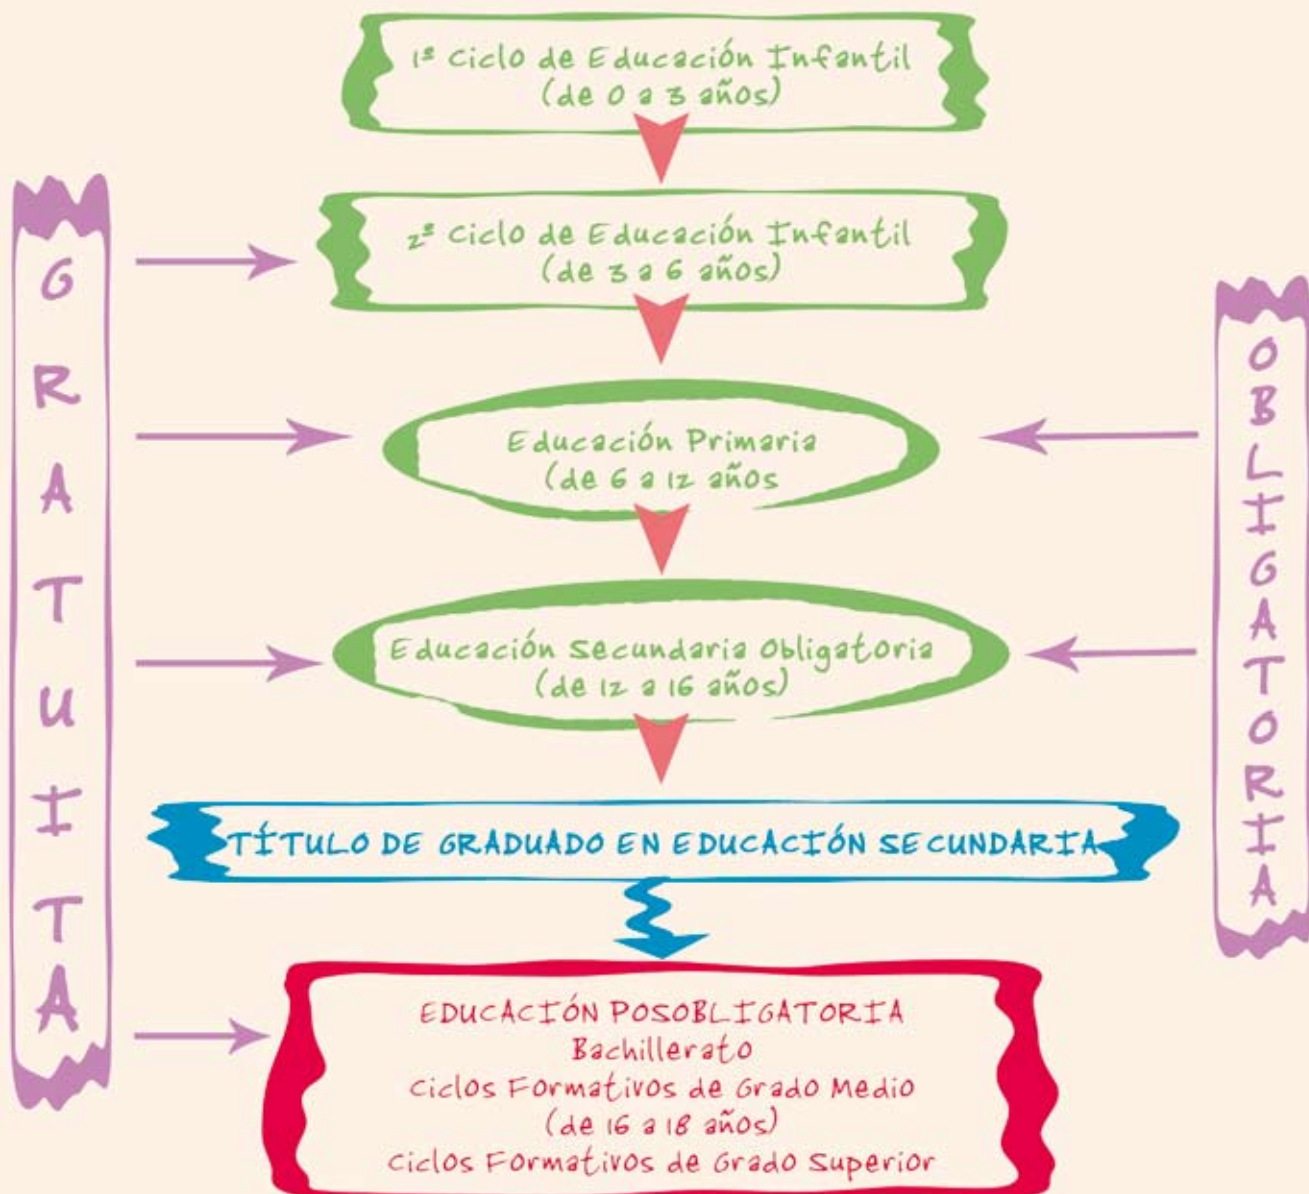 1º Ciclo de Educación Infantil
(de 0 a 3 años)
2º Ciclo de Educación Infantil
(de 3 a 6 años)
Educación Primaria
(de 6 a 12 años
Educación Secundaria Obligatoria
(de 12 a 16 años)
TÍTULO DE GRADUADO EN EDUCACIÓN SECUNDARIA
EDUCACIÓN POSOBLIGATORIA
Bachillerato
Ciclos Formativos de Grado Medio
(de 16 a 18 años)
Ciclos Formativos de Grado Superior
GRATUITA
OBLIGATORIA